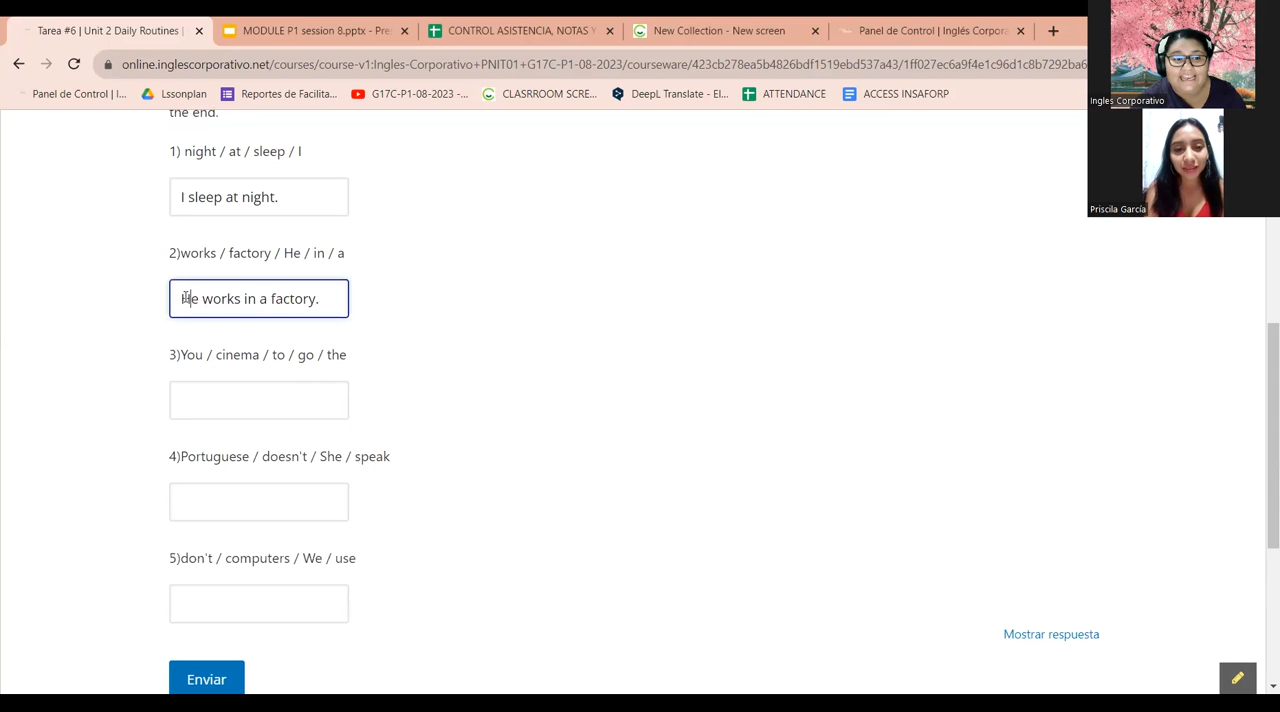 Tarea #6 | Unit 2 Daily Routines |
MODULE P1 session 8.pptx - Pre
CONTROL ASISTENCIA, NOTAS Y
New Collection - New screen
Panel de Control | Inglés Corpora
online.inglescorporativo.net/courses/course-v1:Ingles-Corporativo+PNIT01+G17C-P1-08-2023/courseware/423cb278ea5b4826bdf1519ebd537a43/1ff027ec6a9f4e1c96d1c8b7292ba6
Panel de Control | I...
Lssonplan
Reportes de Facilita...
G17C-P1-08-2023 -...
CLASRROOM SCRE...
DeepL Translate - El...
ATTENDANCE
ACCESS INSAFORP
Ingles Corporativo
Priscila García
the end.
1) night / at / sleep / I
I sleep at night.
2)works / factory / He / in / a
He works in a factory.
3)You / cinema / to / go / the
4)Portuguese / doesn't / She / speak
5)don't / computers / We / use
Mostrar respuesta
Enviar